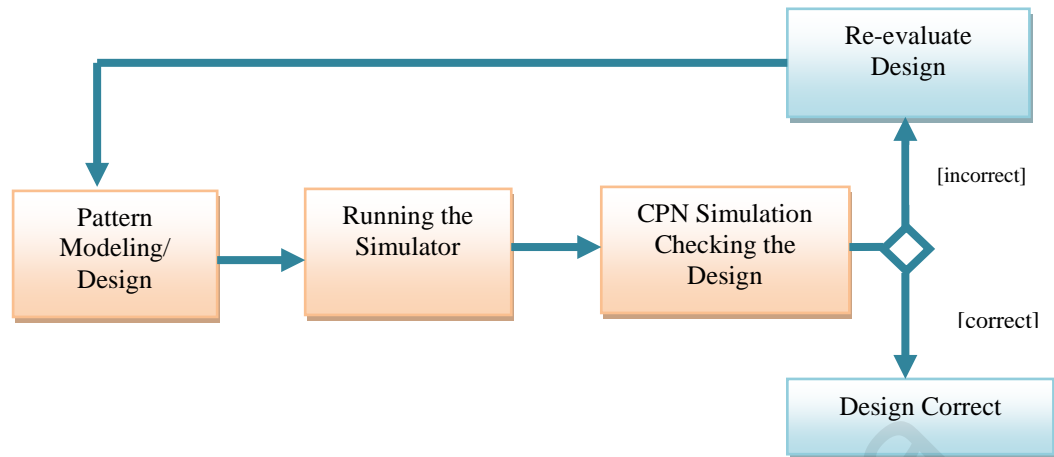 Re-evaluate
Design
[incorrect]
Pattern
Modeling/
Design
Running the
Simulator
CPN Simulation
Checking the
Design
[correct]
Design Correct